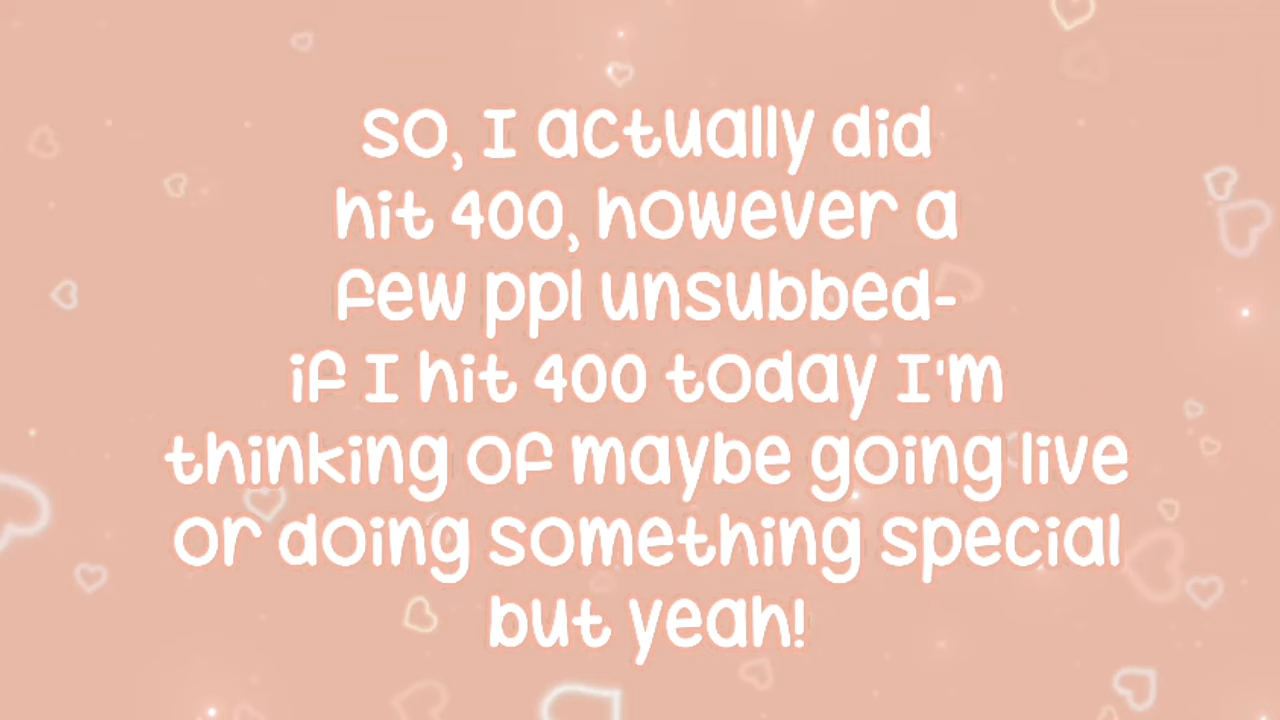 so, I actually did
hit 400, however a
few ppl unsubbed-
if I hit 400 today I'm
thinking of maybe going live
or doing something special
but yeah!